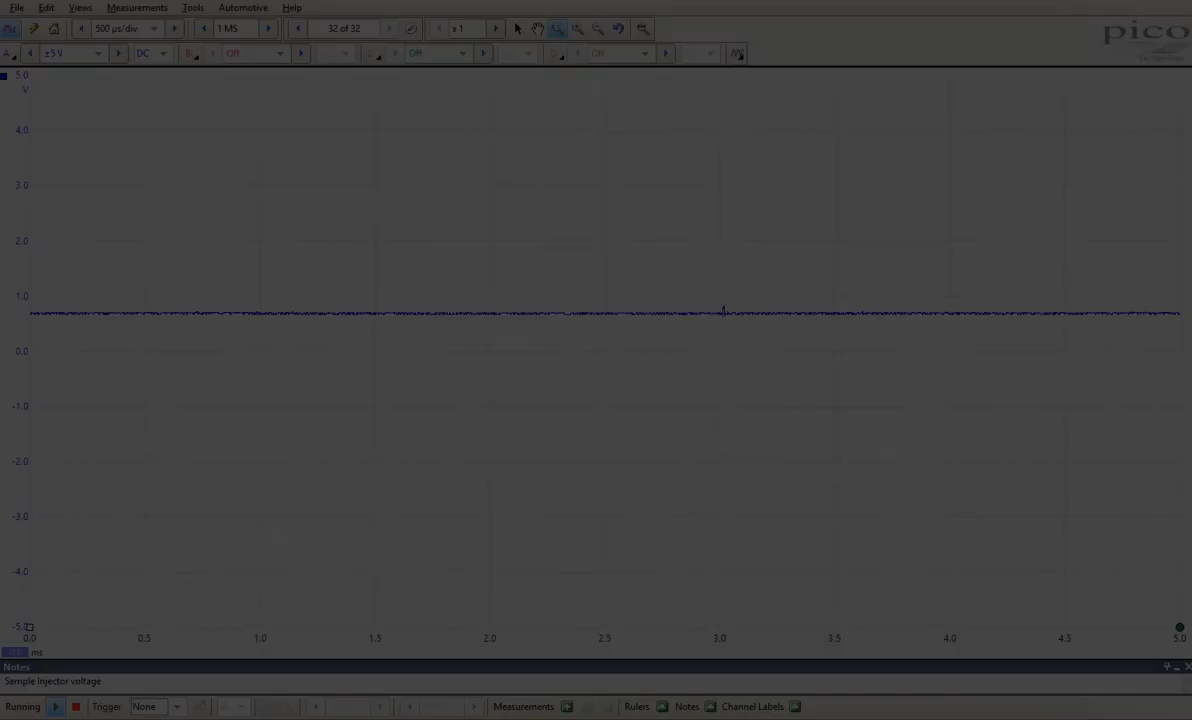 File Edit Views Measurements Tools Automotive Help
500 µs/div 1 MS 32 of 32 x 1
pico
Technology
A ±5 V DC B Off C Off D Off
5.0
V
4.0
3.0
2.0
1.0
0.0
-1.0
-2.0
-3.0
-4.0
-5.0
0.0 0.5 1.0 1.5 2.0 2.5 3.0 3.5 4.0 4.5 5.0
ms
Notes
Sample Injector voltage
Running Trigger None Measurements Rulers Notes Channel Labels